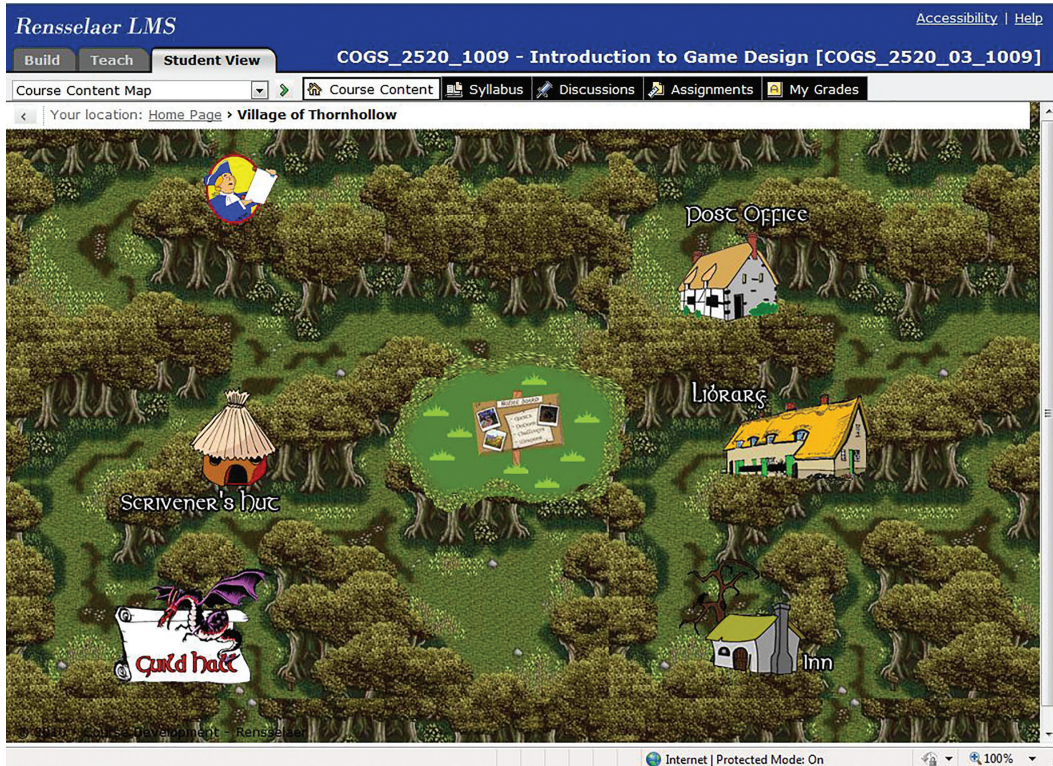 Rensselaer LMS
Accessibility | Help
Build Teach Student View
COGS_2520_1009 - Introduction to Game Design [COGS_2520_03_1009]
Course Content Map
Course Content Syllabus Discussions Assignments My Grades
Your location: Home Page › Village of Thornhollow
Post Office
Library
Scrivener's Hut
Guild Hall
Inn
Course Development - Rensselaer
Internet | Protected Mode: On
100%